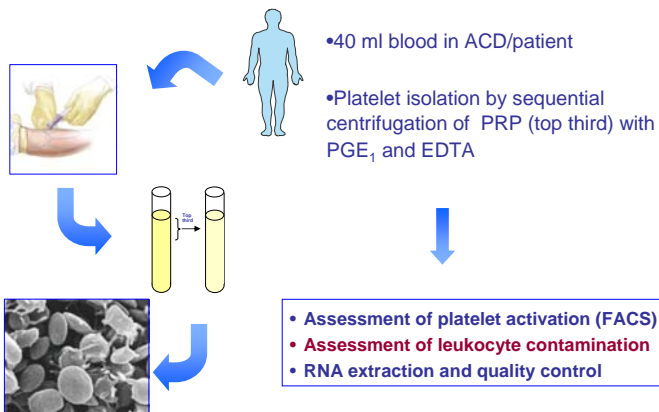 •40 ml blood in ACD/patient
•Platelet isolation by sequential
centrifugation of PRP (top third) with
PGE₁ and EDTA
Top
third
• Assessment of platelet activation (FACS)
• Assessment of leukocyte contamination
• RNA extraction and quality control